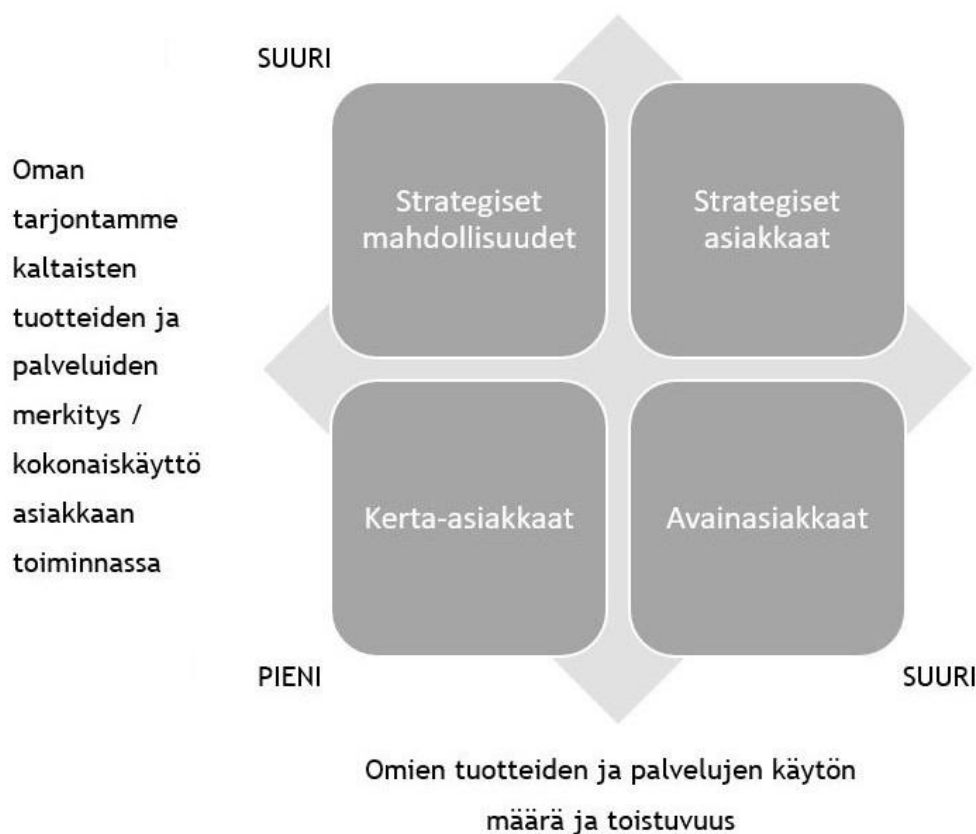 SUURI
Oman
tarjontamme
kaltaisten
tuotteiden ja
palveluiden
merkitys /
kokonaiskäyttö
asiakkaan
toiminnassa
Strategiset
mahdollisuudet
Strategiset
asiakkaat
Kerta-asiakkaat
Avainasiakkaat
PIENI
SUURI
Omien tuotteiden ja palvelujen käytön
määrä ja toistuvuus